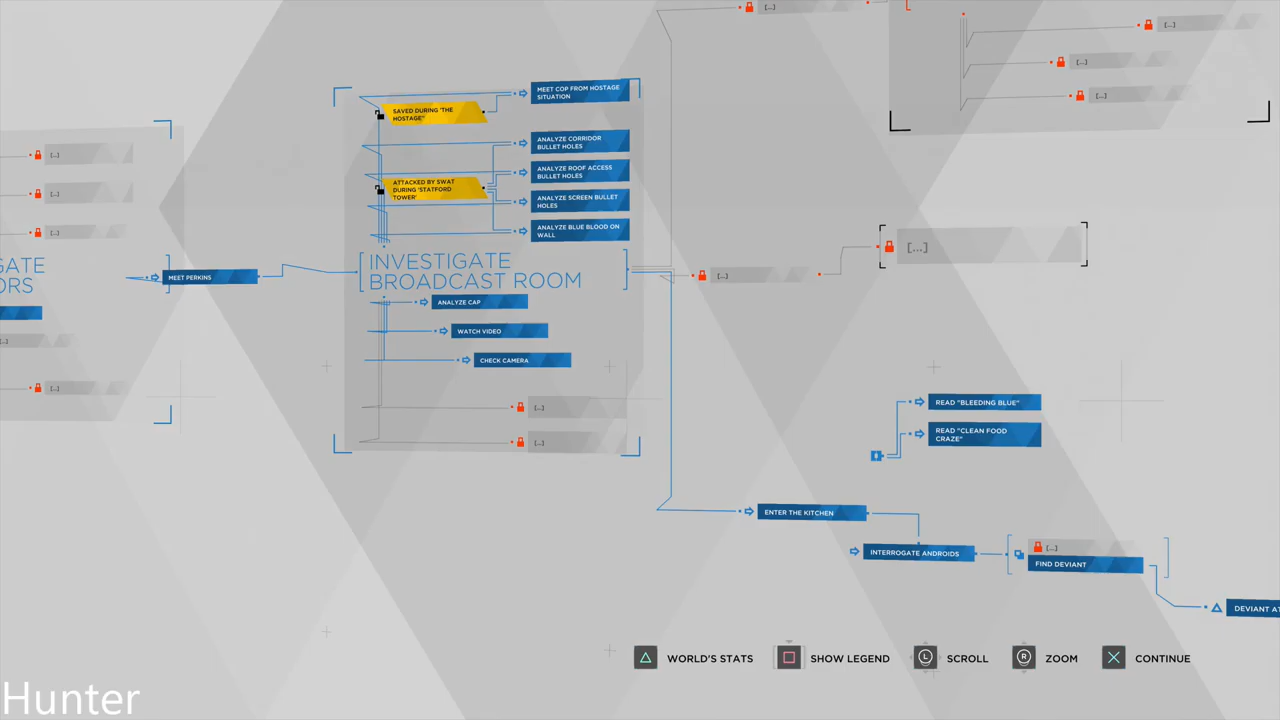 [...]
[...]
[...]
[...]
MEET COP FROM HOSTAGE
SITUATION
SAVED DURING "THE
HOSTAGE"
ANALYZE CORRIDOR
BULLET HOLES
ANALYZE ROOF ACCESS
BULLET HOLES
ATTACKED BY SWAT
DURING 'STATFORD
TOWER'
ANALYZE SCREEN BULLET
HOLES
ANALYZE BLUE BLOOD ON
WALL
[...]
[...]
[...]
GATE
ORS
MEET PERKINS
[...]
[...]
INVESTIGATE
BROADCAST ROOM
[...]
[...]
ANALYZE CAP
WATCH VIDEO
CHECK CAMERA
[...]
[...]
READ "BLEEDING BLUE"
READ "CLEAN FOOD
CRAZE"
ENTER THE KITCHEN
INTERROGATE ANDROIDS
[...]
FIND DEVIANT
DEVIANT AT
WORLD'S STATS
SHOW LEGEND
L
SCROLL
R
ZOOM
CONTINUE
Hunter